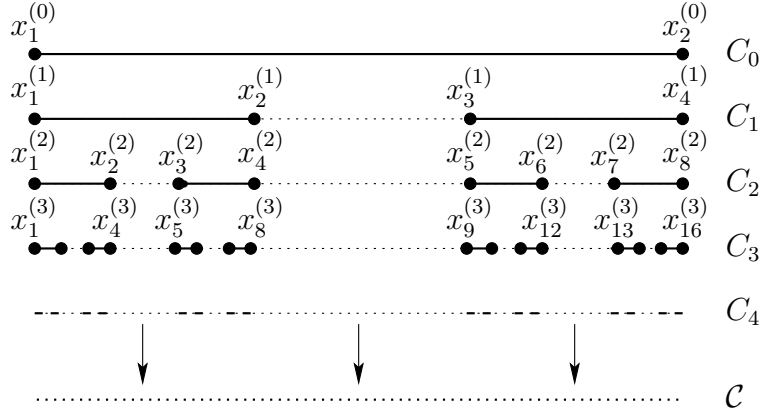 x_1^{(0)} x_2^{(0)} C_0
x_1^{(1)} x_2^{(1)} x_3^{(1)} x_4^{(1)} C_1
x_1^{(2)} x_2^{(2)} x_3^{(2)} x_4^{(2)} x_5^{(2)} x_6^{(2)} x_7^{(2)} x_8^{(2)} C_2
x_1^{(3)} x_4^{(3)} x_5^{(3)} x_8^{(3)} x_9^{(3)} x_{12}^{(3)} x_{13}^{(3)} x_{16}^{(3)} C_3
C_4
𝒞